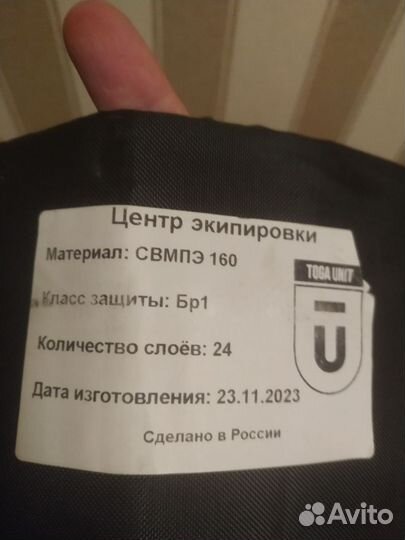 Центр экипировки
Материал: СВМПЭ 160
TOGA UNIT
Класс защиты: Бр1
U
Количество слоёв: 24
Дата изготовления: 23.11.2023
Сделано в России
Avito